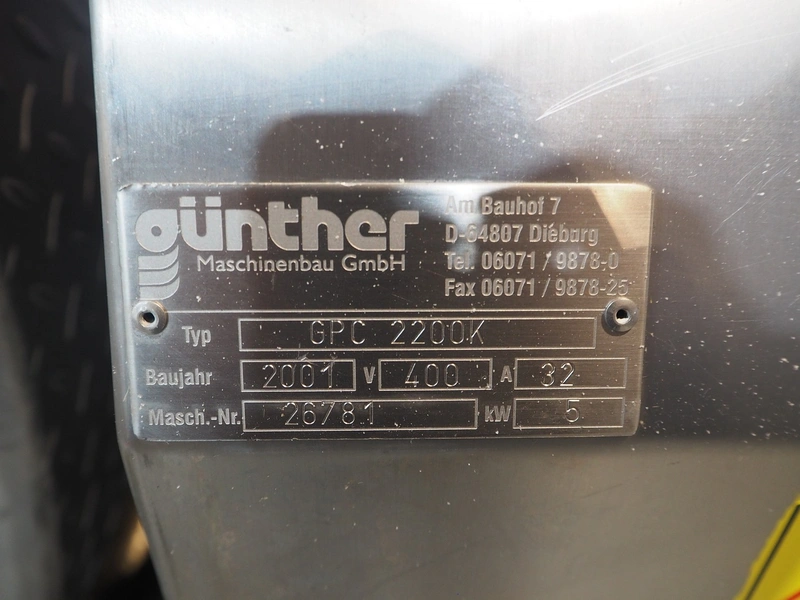 günther
Maschinenbau GmbH
Am Bauhof 7
D-64807 Dieburg
Tel. 06071 / 9878-0
Fax 06071 / 9878-25
Typ GPC 2200K
Baujahr 2001 V 400 A 32
Masch.-Nr. 26781 kW 5